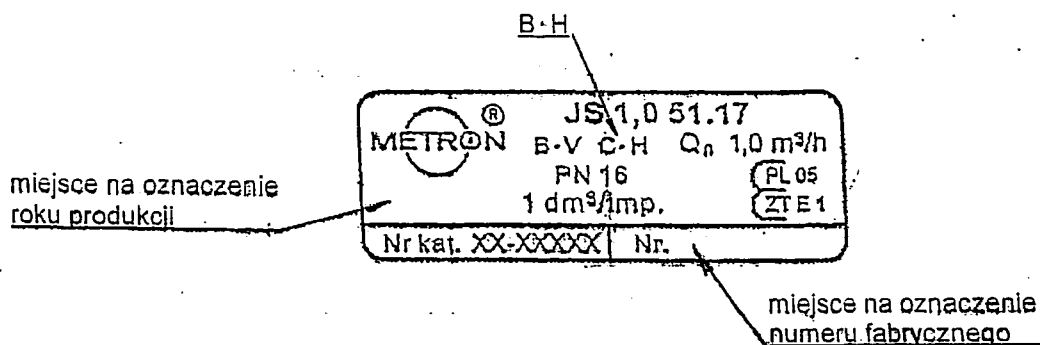 B-H
JS 1,0 51.17
METRON ®
B-V C-H Qn 1,0 m³/h
PN 16
PL 05
1 dm³/imp.
ZT E1
miejsce na oznaczenie
roku produkcji
Nr kat. XX-XXXXX Nr.
miejsce na oznaczenie
numeru fabrycznego